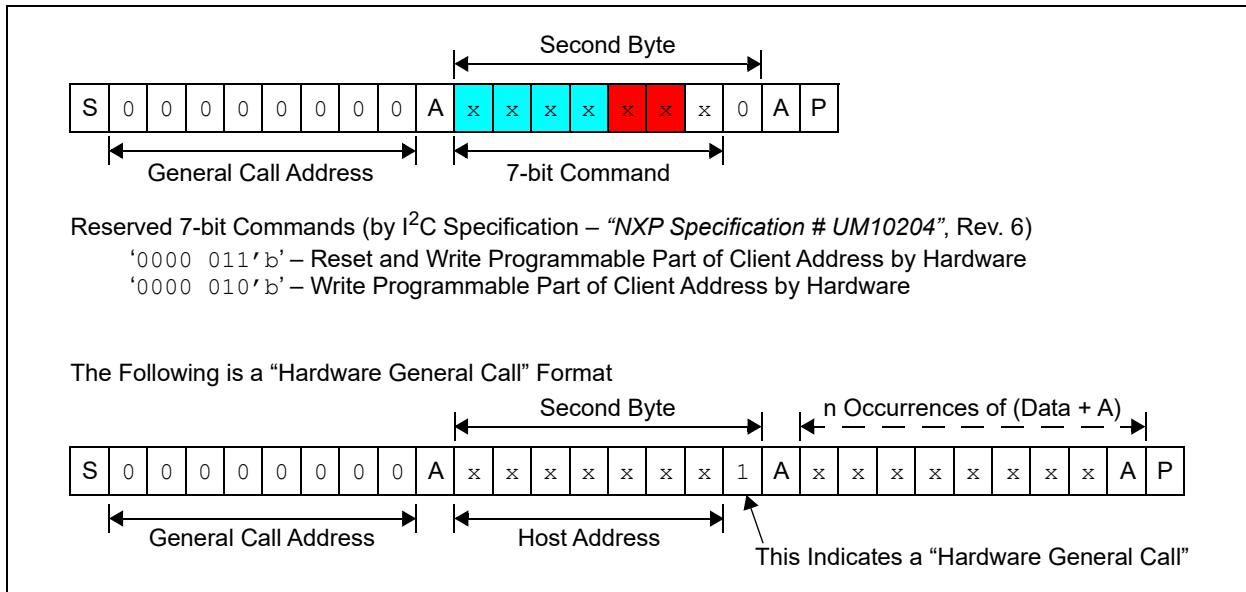 Second Byte
S 0 0 0 0 0 0 0 0 A x x x x x x x 0 A P
General Call Address 7-bit Command
Reserved 7-bit Commands (by I2C Specification – “NXP Specification # UM10204”, Rev. 6)
‘0000 011’b’ – Reset and Write Programmable Part of Client Address by Hardware
‘0000 010’b’ – Write Programmable Part of Client Address by Hardware
The Following is a “Hardware General Call” Format
Second Byte n Occurrences of (Data + A)
S 0 0 0 0 0 0 0 0 A x x x x x x x 1 A x x x x x x x x A P
General Call Address Host Address
This Indicates a “Hardware General Call”